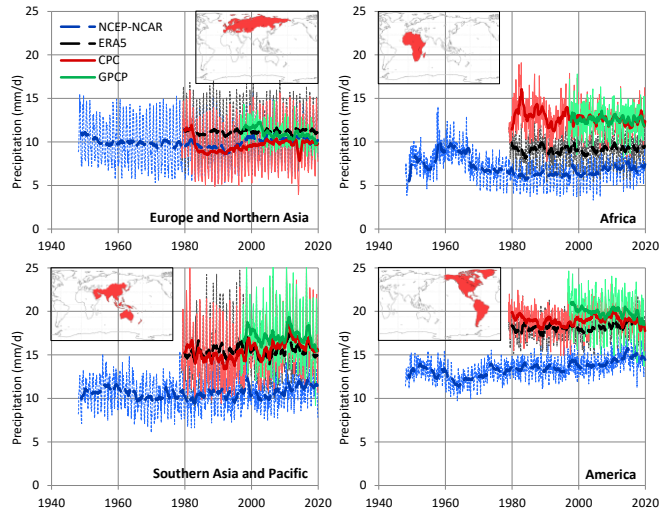 25
20
15
10
5
0
Precipitation (mm/d)
NCEP-NCAR
ERA5
CPC
GPCP
Europe and Northern Asia
1940 1960 1980 2000 2020
25
20
15
10
5
0
Precipitation (mm/d)
Africa
1940 1960 1980 2000 2020
25
20
15
10
5
0
Precipitation (mm/d)
Southern Asia and Pacific
1940 1960 1980 2000 2020
25
20
15
10
5
0
Precipitation (mm/d)
America
1940 1960 1980 2000 2020